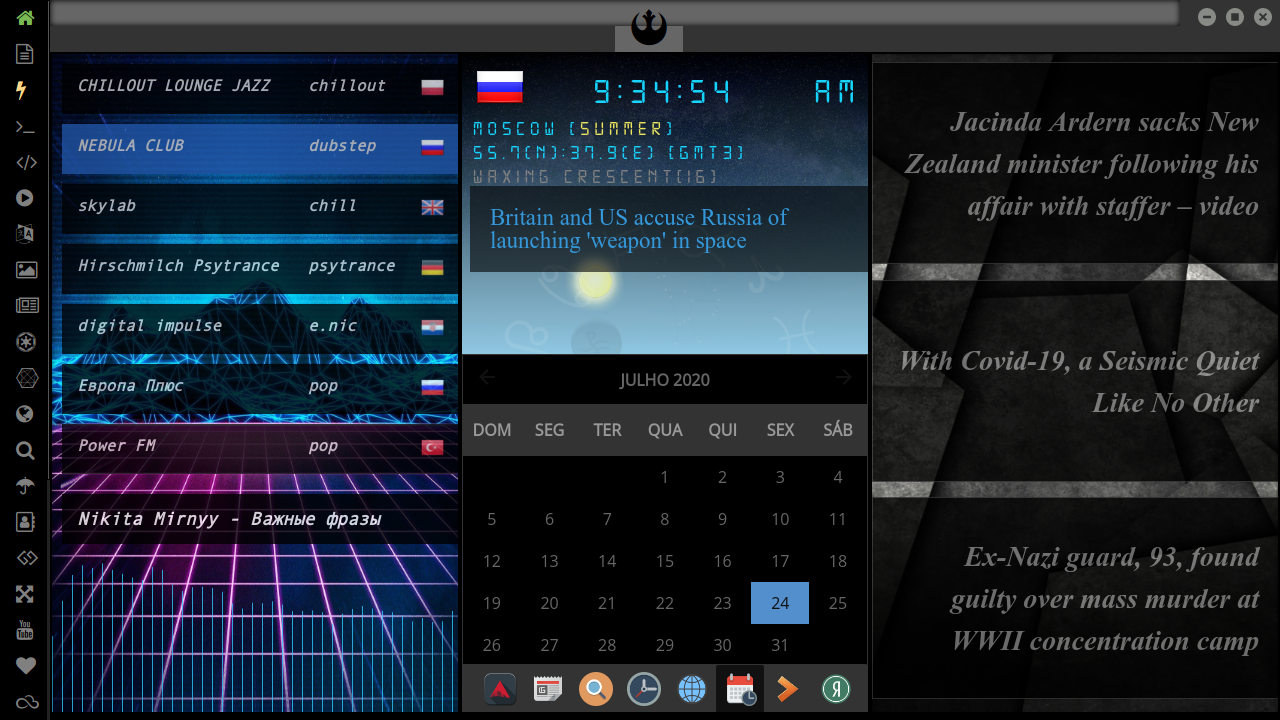 CHILLOUT LOUNGE JAZZ chillout
NEBULA CLUB dubstep
skylab chill
Hirschmilch Psytrance psytrance
digital impulse e.nic
Европа Плюс pop
Power FM pop
Nikita Mirnyy - Важные фразы
9:34:54 AM
MOSCOW (SUMMER)
55.7(N):37.9(E) (GMT3)
WAXING CRESCENT(16)
Britain and US accuse Russia of
launching 'weapon' in space
JULHO 2020
DOM SEG TER QUA QUI SEX SÁB
1 2 3 4
5 6 7 8 9 10 11
12 13 14 15 16 17 18
19 20 21 22 23 24 25
26 27 28 29 30 31
Jacinda Ardern sacks New
Zealand minister following his
affair with staffer – video
With Covid-19, a Seismic Quiet
Like No Other
Ex-Nazi guard, 93, found
guilty over mass murder at
WWII concentration camp
You
Tube
Я